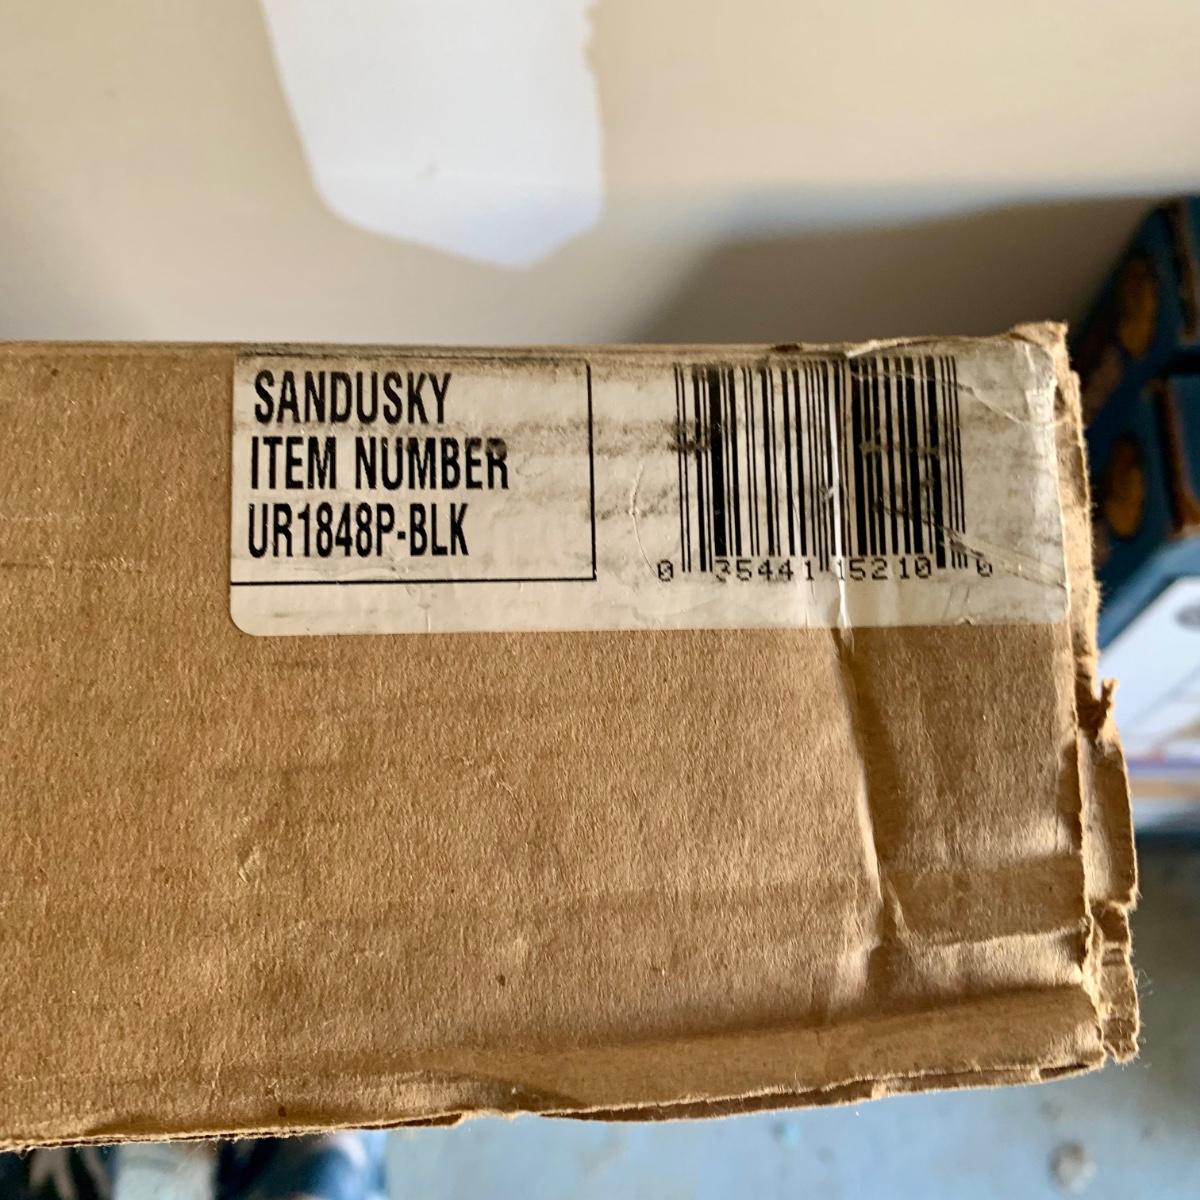 SANDUSKY
ITEM NUMBER
UR1848P-BLK
0 35441 15210 0